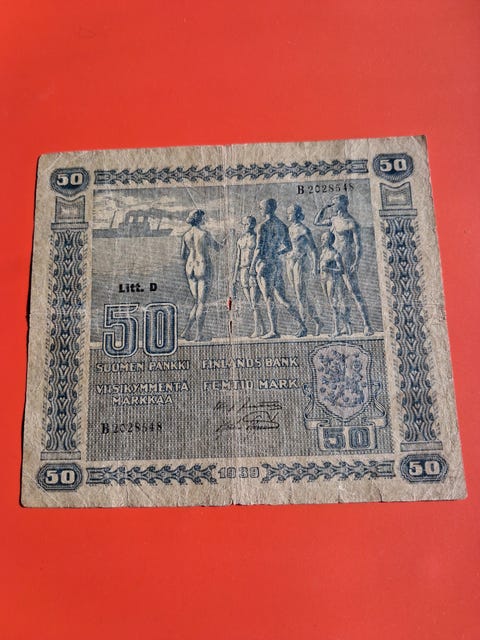 50 50
B 2028548
Litt. D
50
SUOMEN PANKKI FINLANDS BANK
VIISIKYMMENTÄ FEMTIO MARK
MARKKAA
B 2028548
50
50 1939 50